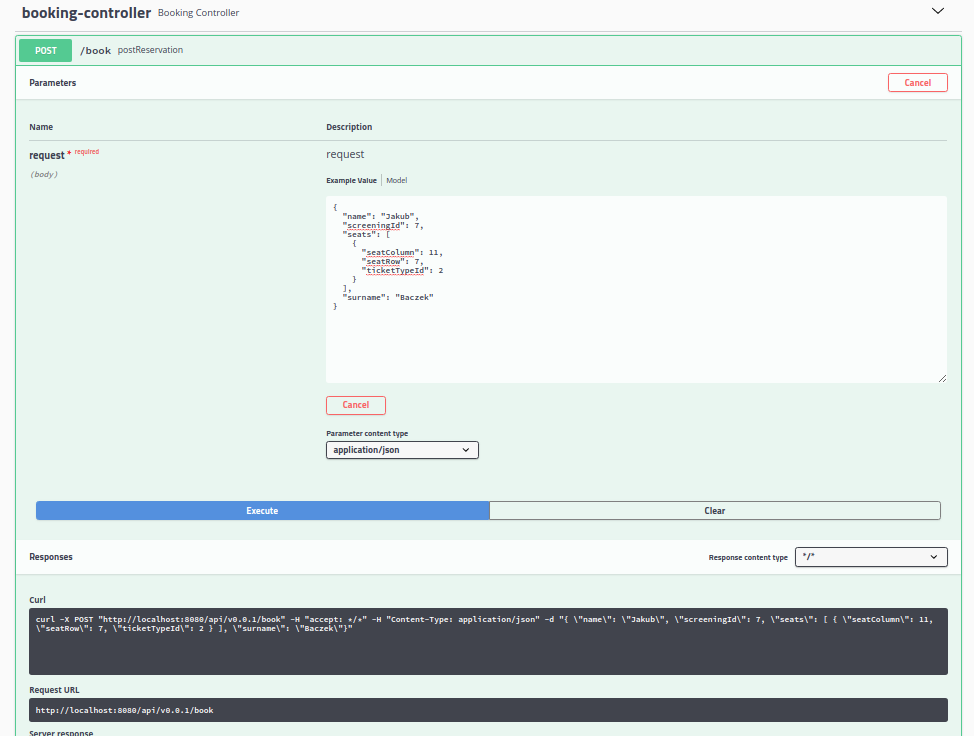 booking-controller Booking Controller
POST /book postReservation
Parameters Cancel
Name Description
request * required request
(body)
Example Value Model
{
"name": "Jakub",
"screeningId": 7,
"seats": [
{
"seatColumn": 11,
"seatRow": 7,
"ticketTypeId": 2
}
],
"surname": "Baczek"
}
Cancel
Parameter content type
application/json
Execute Clear
Responses Response content type */*
Curl
curl -X POST "http://localhost:8080/api/v0.0.1/book" -H "accept: */*" -H "Content-Type: application/json" -d "{ \"name\": \"Jakub\", \"screeningId\": 7, \"seats\": [ { \"seatColumn\": 11,
\"seatRow\": 7, \"ticketTypeId\": 2 } ], \"surname\": \"Baczek\"}"
Request URL
http://localhost:8080/api/v0.0.1/book
Server response